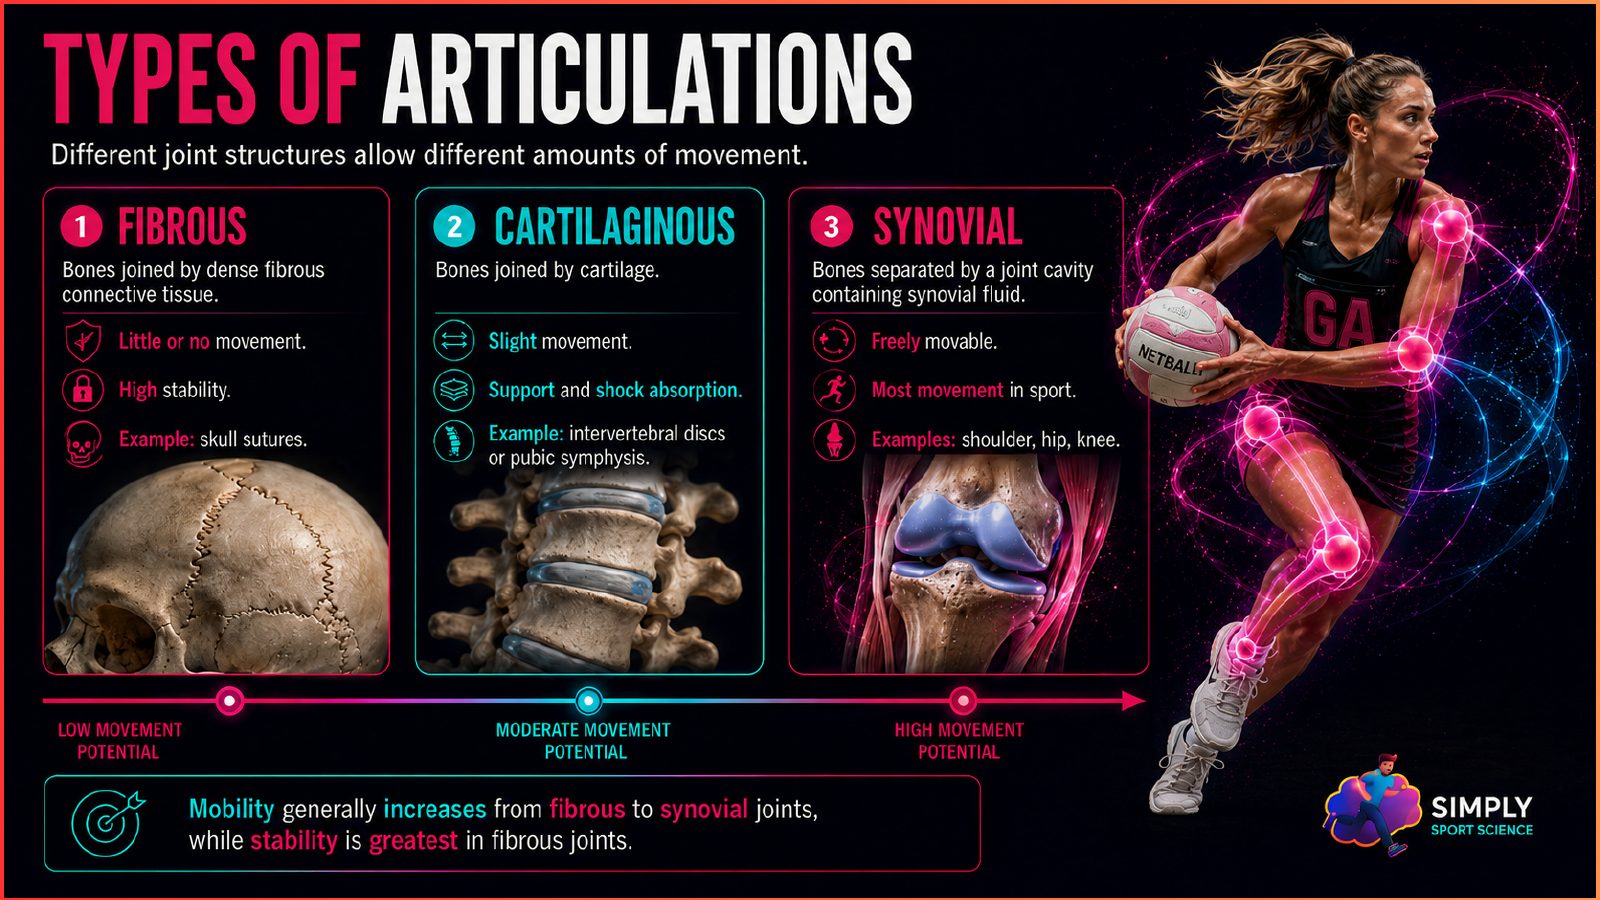 TYPES OF ARTICULATIONS
Different joint structures allow different amounts of movement.
1 FIBROUS
Bones joined by dense fibrous
connective tissue.
Little or no movement.
High stability.
Example: skull sutures.
2 CARTILAGINOUS
Bones joined by cartilage.
Slight movement.
Support and shock absorption.
Example: intervertebral discs
or pubic symphysis.
3 SYNOVIAL
Bones separated by a joint cavity
containing synovial fluid.
Freely movable.
Most movement in sport.
Examples: shoulder, hip, knee.
GA
NETBALL
LOW MOVEMENT
POTENTIAL
MODERATE MOVEMENT
POTENTIAL
HIGH MOVEMENT
POTENTIAL
Mobility generally increases from fibrous to synovial joints,
while stability is greatest in fibrous joints.
SIMPLY
SPORT SCIENCE